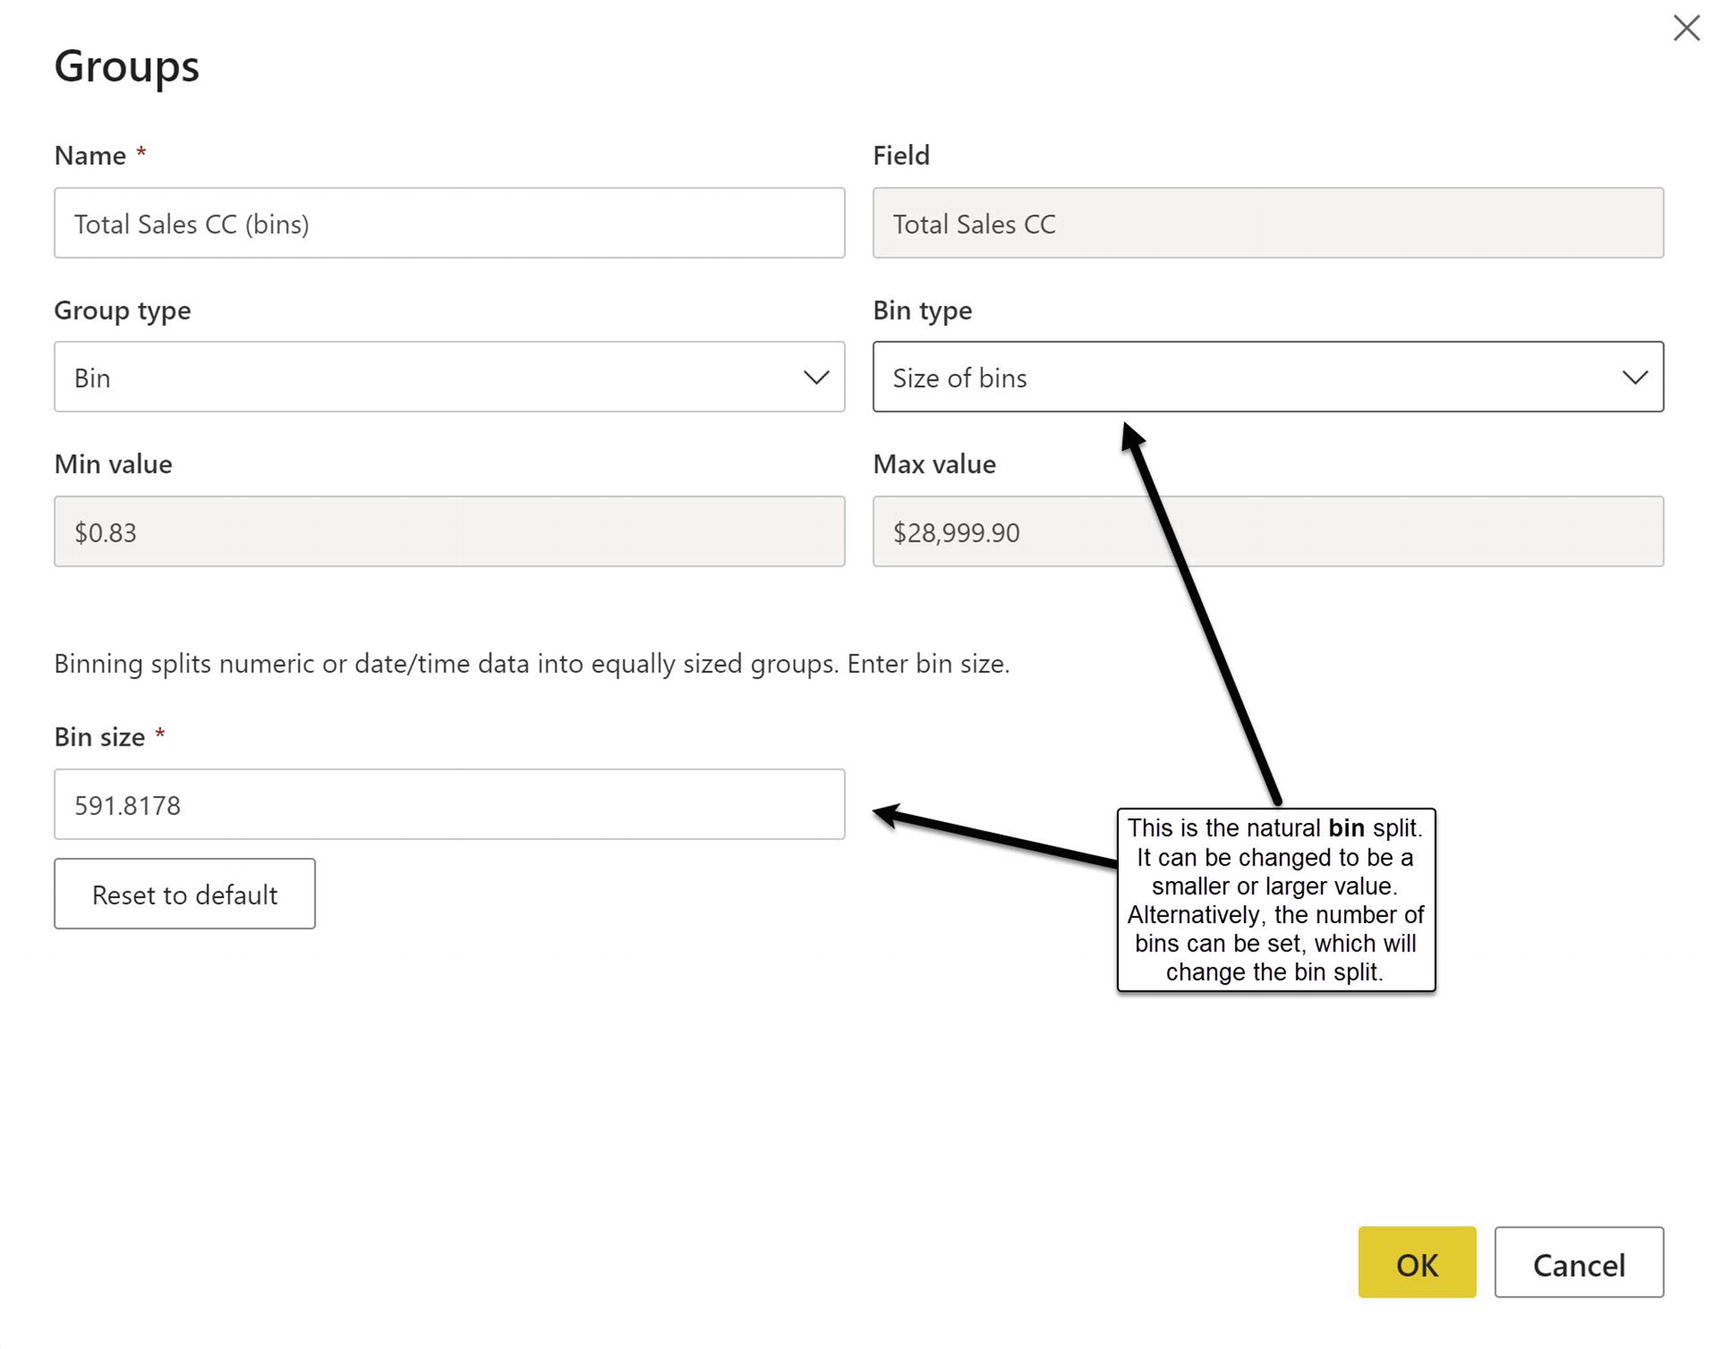 Groups
Name *
Field
Total Sales CC (bins)
Total Sales CC
Group type
Bin type
Bin
Size of bins
Min value
Max value
$0.83
$28,999.90
Binning splits numeric or date/time data into equally sized groups. Enter bin size.
Bin size *
591.8178
Reset to default
This is the natural bin split.
It can be changed to be a
smaller or larger value.
Alternatively, the number of
bins can be set, which will
change the bin split.
OK
Cancel